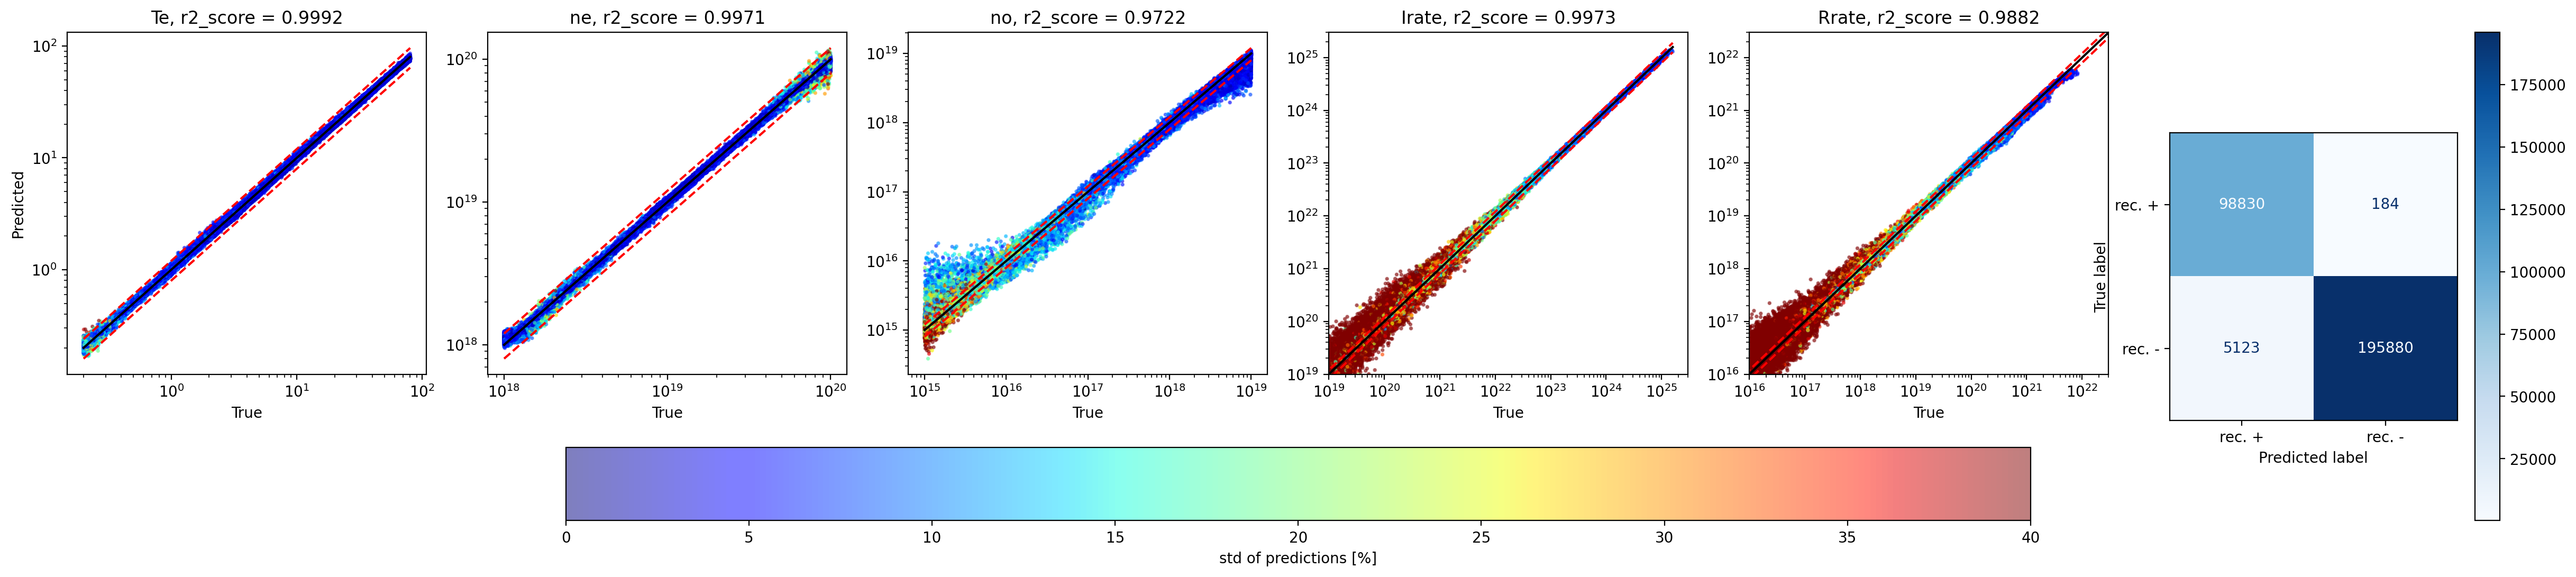 Te, r2_score = 0.9992
ne, r2_score = 0.9971
no, r2_score = 0.9722
Irate, r2_score = 0.9973
Rrate, r2_score = 0.9882
Predicted
10²
10¹
10⁰
10⁰ 10¹ 10²
True
10²⁰
10¹⁹
10¹⁸
10¹⁸ 10¹⁹ 10²⁰
True
10¹⁹
10¹⁸
10¹⁷
10¹⁶
10¹⁵
10¹⁵ 10¹⁶ 10¹⁷ 10¹⁸ 10¹⁹
True
10²⁵
10²⁴
10²³
10²²
10²¹
10²⁰
10¹⁹
10¹⁹ 10²⁰ 10²¹ 10²² 10²³ 10²⁴ 10²⁵
True
10²²
10²¹
10²⁰
10¹⁹
10¹⁸
10¹⁷
10¹⁶
10¹⁶ 10¹⁷ 10¹⁸ 10¹⁹ 10²⁰ 10²¹ 10²²
True
True label
rec. + 98830 184
rec. - 5123 195880
rec. + rec. -
Predicted label
175000
150000
125000
100000
75000
50000
25000
0 5 10 15 20 25 30 35 40
std of predictions [%]